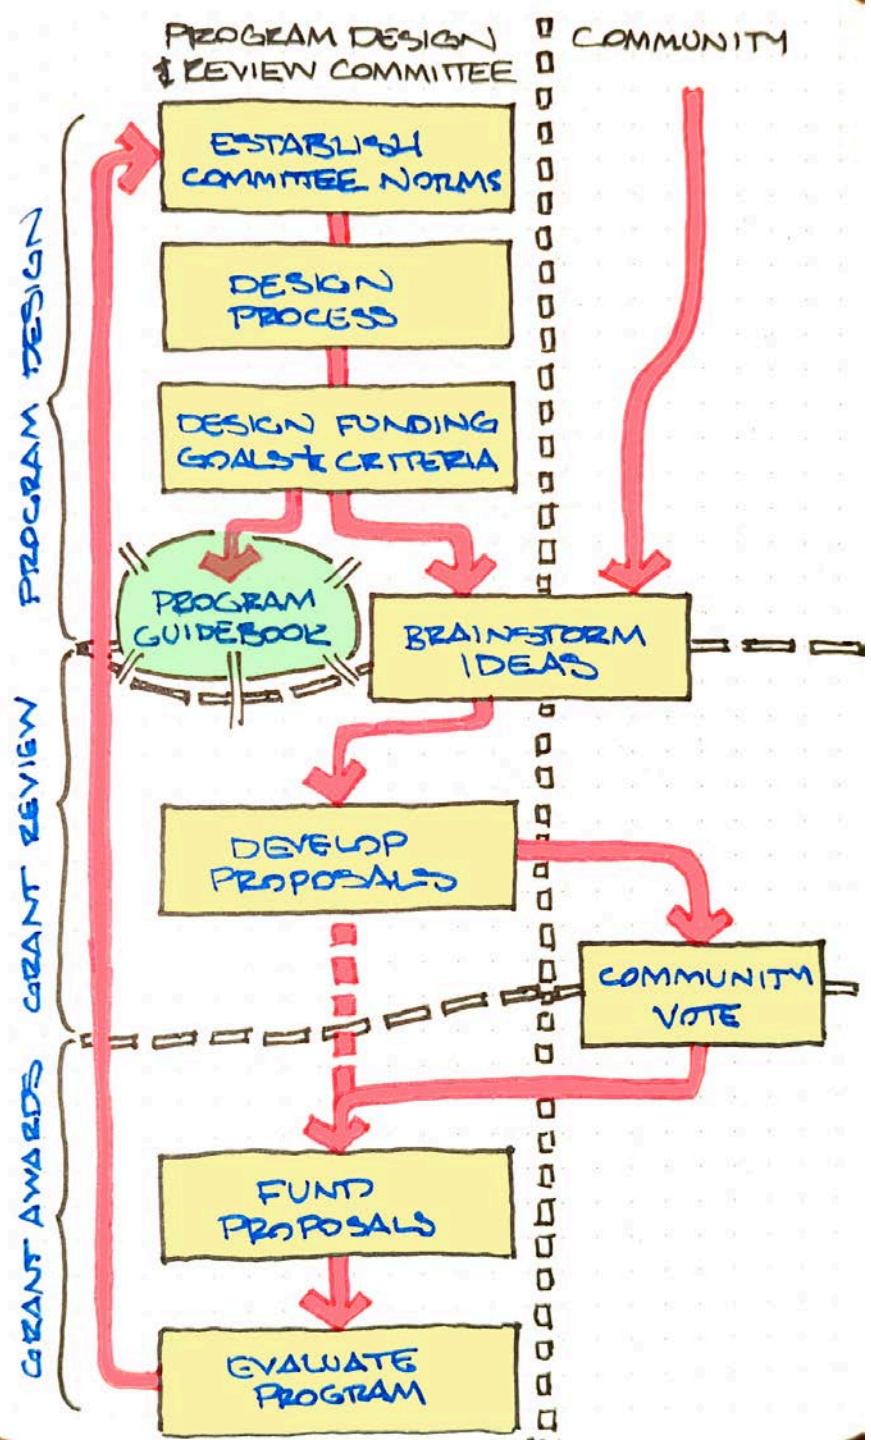 PROGRAM DESIGN
& REVIEW COMMITTEE
COMMUNITY
ESTABLISH
COMMITTEE NORMS
DESIGN
PROCESS
DESIGN FUNDING
GOALS & CRITERIA
PROGRAM DESIGN
PROGRAM
GUIDEBOOK
BRAINSTORM
IDEAS
GRANT REVIEW
DEVELOP
PROPOSALS
COMMUNITY
VOTE
GRANT AWARDS
FUND
PROPOSALS
EVALUATE
PROGRAM